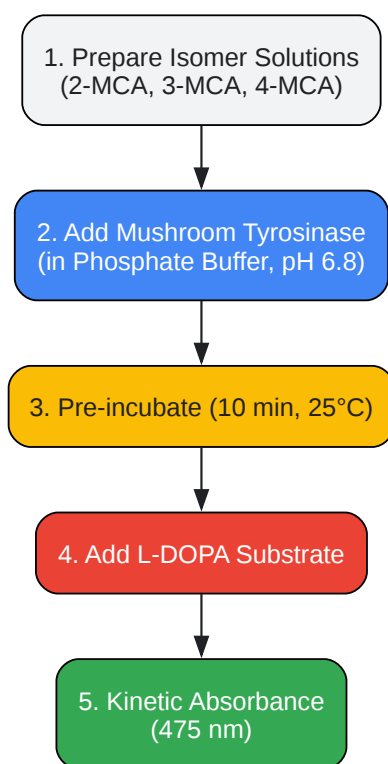 1. Prepare Isomer Solutions
(2-MCA, 3-MCA, 4-MCA)
2. Add Mushroom Tyrosinase
(in Phosphate Buffer, pH 6.8)
3. Pre-incubate (10 min, 25°C)
4. Add L-DOPA Substrate
5. Kinetic Absorbance
(475 nm)